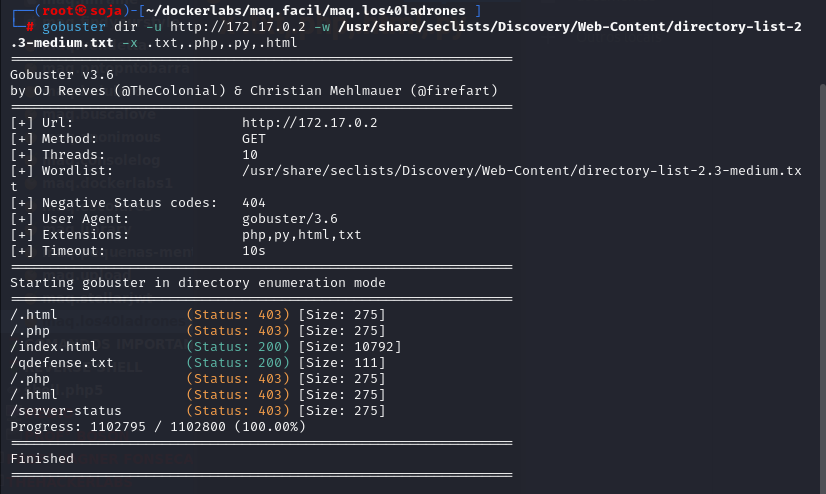 ┌──(root㉿soja)-[~/dockerlabs/maq.facil/maq.los40ladrones ]
└─# gobuster dir -u http://172.17.0.2 -w /usr/share/seclists/Discovery/Web-Content/directory-list-2
.3-medium.txt -x .txt,.php,.py,.html
===============================================================
Gobuster v3.6
by OJ Reeves (@TheColonial) & Christian Mehlmauer (@firefart)
===============================================================
[+] Url:                     http://172.17.0.2
[+] Method:                  GET
[+] Threads:                 10
[+] Wordlist:                /usr/share/seclists/Discovery/Web-Content/directory-list-2.3-medium.tx
t
[+] Negative Status codes:   404
[+] User Agent:              gobuster/3.6
[+] Extensions:              php,py,html,txt
[+] Timeout:                 10s
===============================================================
Starting gobuster in directory enumeration mode
===============================================================
/.html                (Status: 403) [Size: 275]
/.php                 (Status: 403) [Size: 275]
/index.html           (Status: 200) [Size: 10792]
/qdefense.txt         (Status: 200) [Size: 111]
/.php                 (Status: 403) [Size: 275]
/.html                (Status: 403) [Size: 275]
/server-status        (Status: 403) [Size: 275]
Progress: 1102795 / 1102800 (100.00%)
===============================================================
Finished
===============================================================